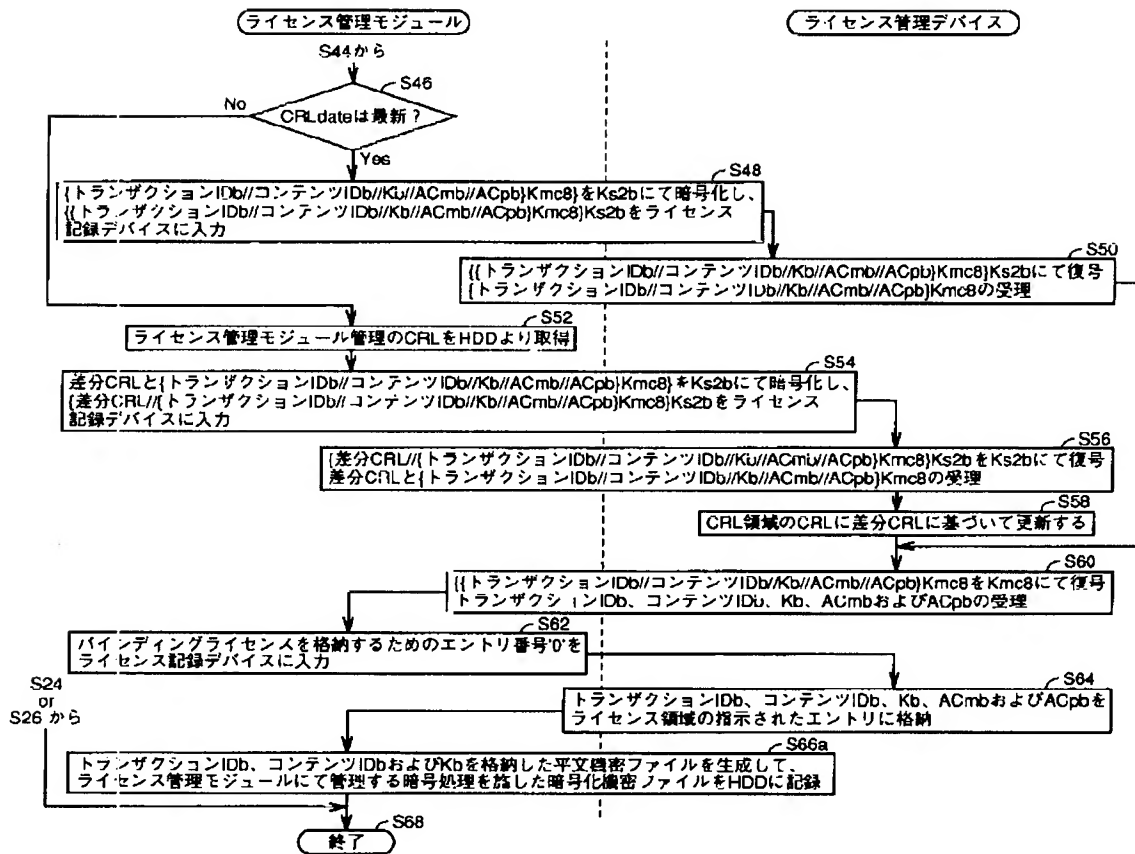 ライセンス管理モジュール
ライセンス管理デバイス
S44から
S46
CRLdateは最新？
No
Yes
S48
{トランザクションIDb//コンテンツIDb//Kb//ACmb//ACpb}Kmc8}をKs2bにて暗号化し、
{{トランザクションIDb//コンテンツIDb//Kb//ACmb//ACpb}Kmc8}Ks2bをライセンス
記録デバイスに入力
S50
{{トランザクションIDb//コンテンツIDb//Kb//ACmb//ACpb}Kmc8}Ks2bにて復号
{トランザクションIDb//コンテンツIDb//Kb//ACmb//ACpb}Kmc8の受理
S52
ライセンス管理モジュール管理のCRLをHDDより取得
S54
差分CRLと{トランザクションIDb//コンテンツIDb//Kb//ACmb//ACpb}Kmc8}をKs2bにて暗号化し、
{差分CRL//{トランザクションIDb//コンテンツIDb//Kb//ACmb//ACpb}Kmc8}Ks2bをライセンス
記録デバイスに入力
S56
{差分CRL//{トランザクションIDb//コンテンツIDb//Kb//ACmb//ACpb}Kmc8}Ks2bをKs2bにて復号
差分CRLと{トランザクションIDb//コンテンツIDb//Kb//ACmb//ACpb}Kmc8の受理
S58
CRL領域のCRLに差分CRLに基づいて更新する
S60
{{トランザクションIDb//コンテンツIDb//Kb//ACmb//ACpb}Kmc8をKmc8にて復号
トランザクションIDb、コンテンツIDb、Kb、ACmbおよびACpbの受理
S62
バインディングライセンスを格納するためのエントリ番号'0'を
ライセンス記録デバイスに入力
S64
トランザクションIDb、コンテンツIDb、Kb、ACmbおよびACpbを
ライセンス領域の指示されたエントリに格納
S24
or
S26 から
S66a
トランザクションIDb、コンテンツIDbおよびKbを格納した平文機密ファイルを生成して、
ライセンス管理モジュールにて管理する暗号処理を施した暗号化機密ファイルをHDDに記録
S68
終了